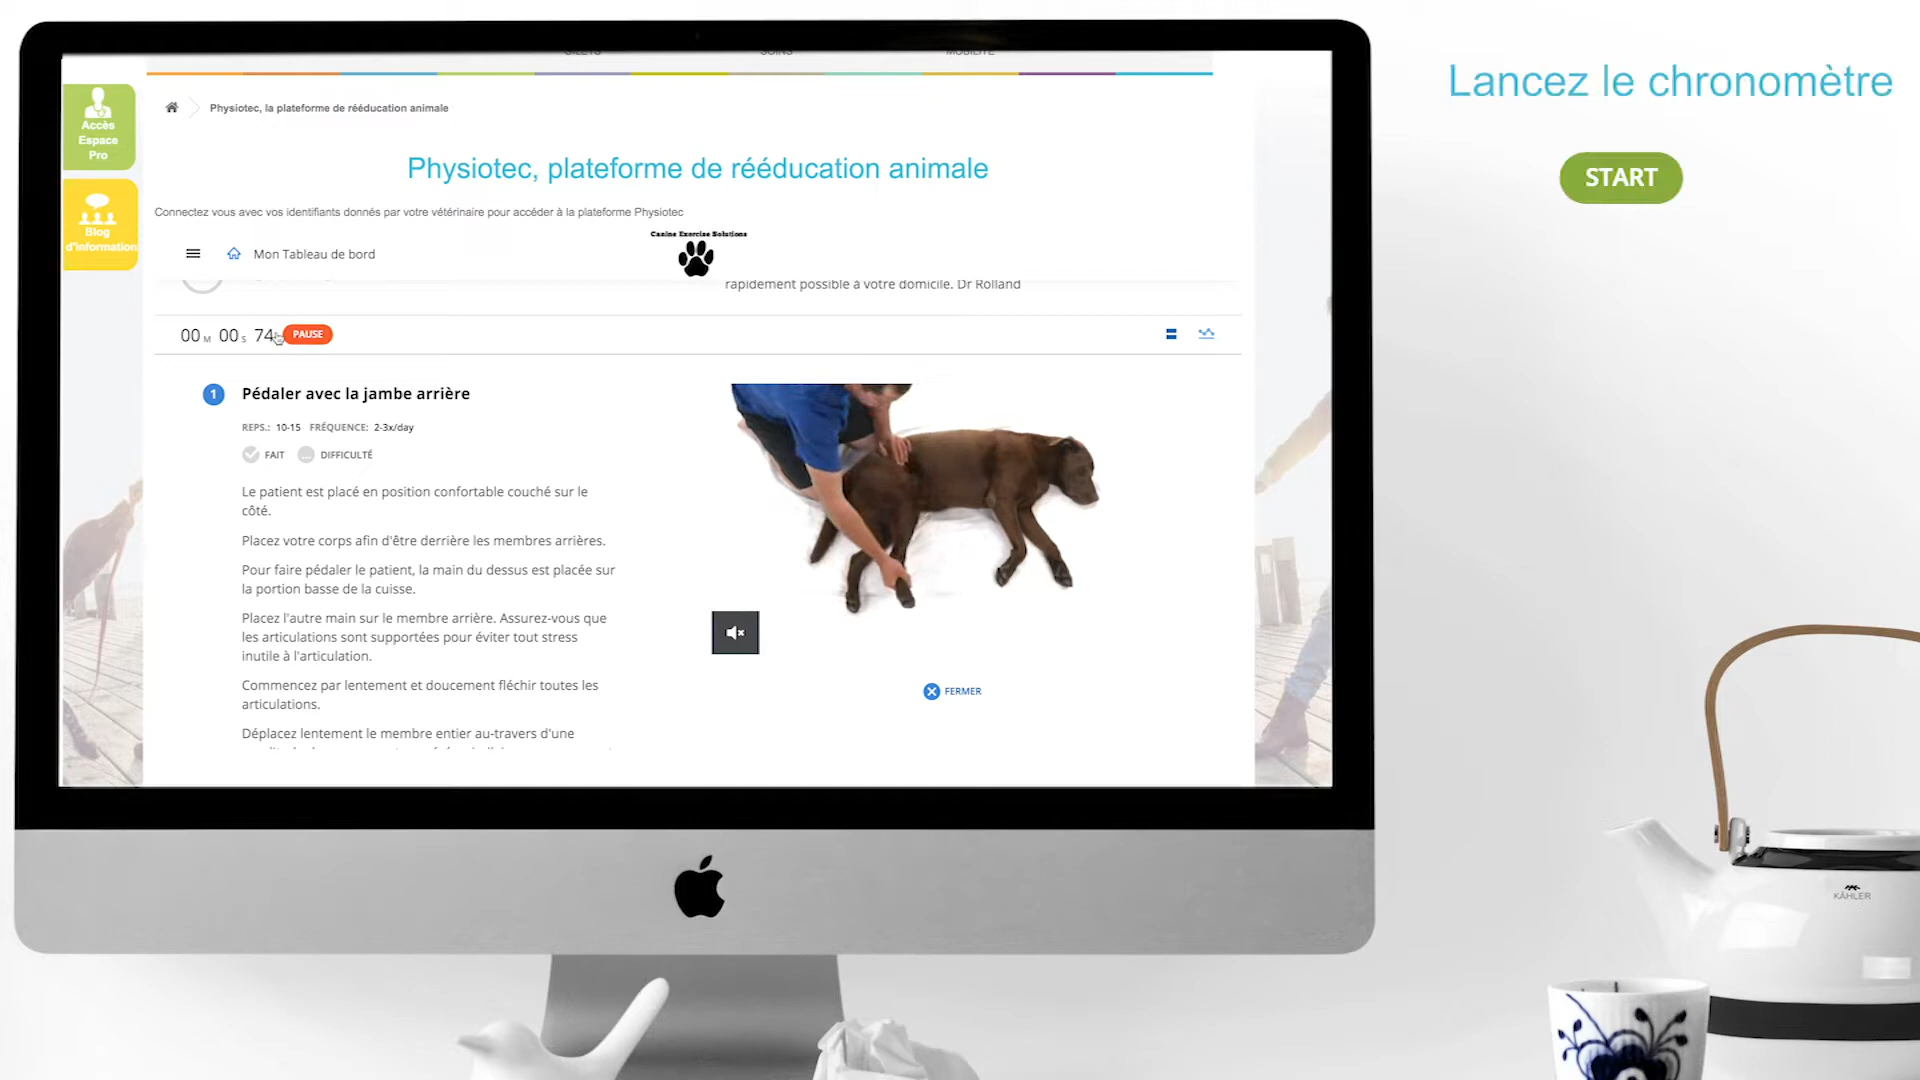 GILETS SOINS MOBILITÉ
Lancez le chronomètre
START
Accès
Espace
Pro
Blog
d'information
Physiotec, la plateforme de rééducation animale
Physiotec, plateforme de rééducation animale
Connectez vous avec vos identifiants donnés par votre vétérinaire pour accéder à la plateforme Physiotec
Mon Tableau de bord
Canine Exercise Solutions
rapidement possible à votre domicile. Dr Rolland
00 M 00 S 74 PAUSE
1 Pédaler avec la jambe arrière
REPS.: 10-15 FRÉQUENCE: 2-3x/day
FAIT ... DIFFICULTÉ
Le patient est placé en position confortable couché sur le
côté.
Placez votre corps afin d'être derrière les membres arrières.
Pour faire pédaler le patient, la main du dessus est placée sur
la portion basse de la cuisse.
Placez l'autre main sur le membre arrière. Assurez-vous que
les articulations sont supportées pour éviter tout stress
inutile à l'articulation.
Commencez par lentement et doucement fléchir toutes les
articulations.
Déplacez lentement le membre entier au-travers d'une
FERMER
KÄHLER